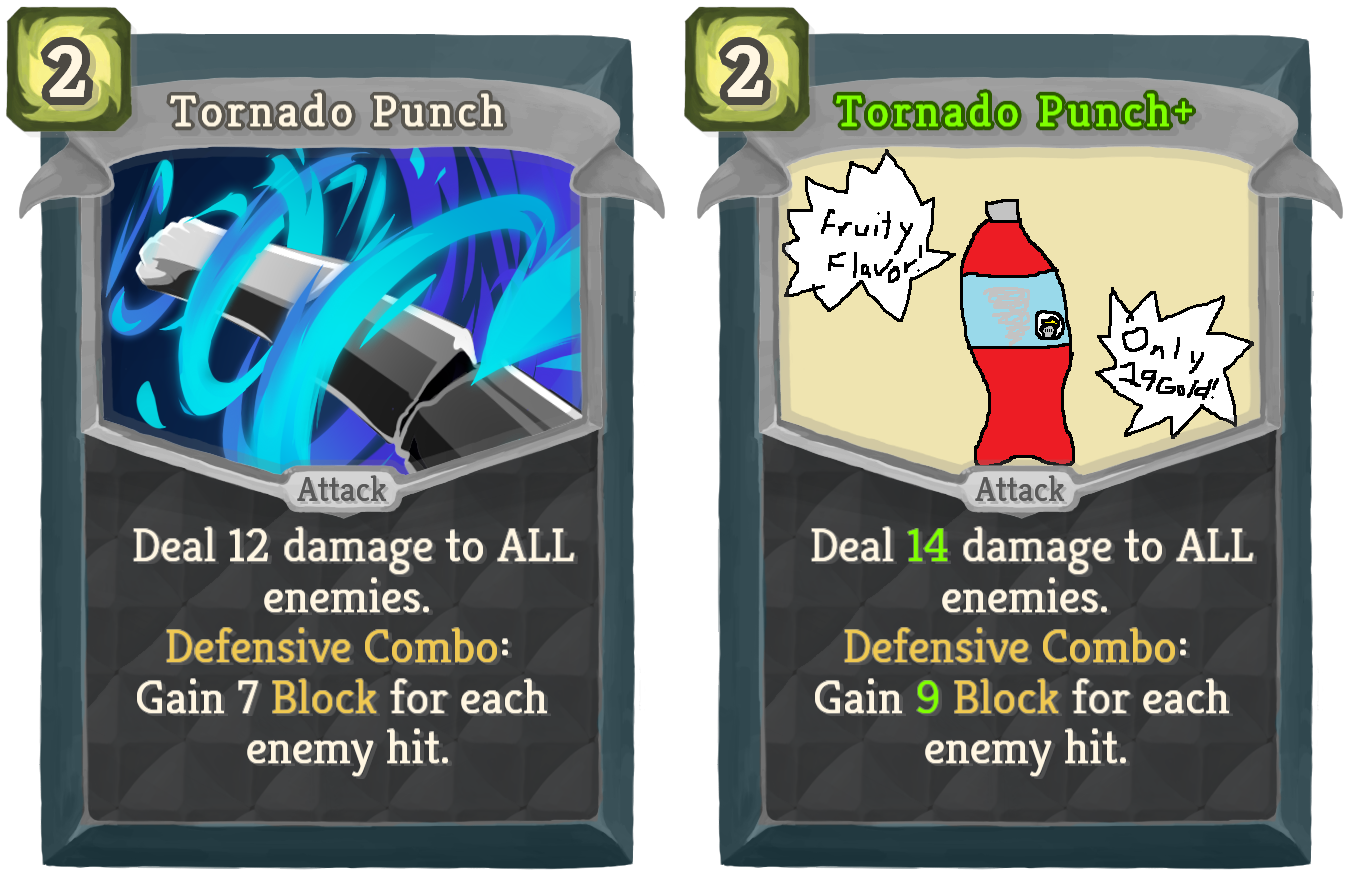 2
Tornado Punch
Attack
Deal 12 damage to ALL
enemies.
Defensive Combo:
Gain 7 Block for each
enemy hit.
2
Tornado Punch+
Fruity
Flavor!
Only
19Gold!
Attack
Deal 14 damage to ALL
enemies.
Defensive Combo:
Gain 9 Block for each
enemy hit.